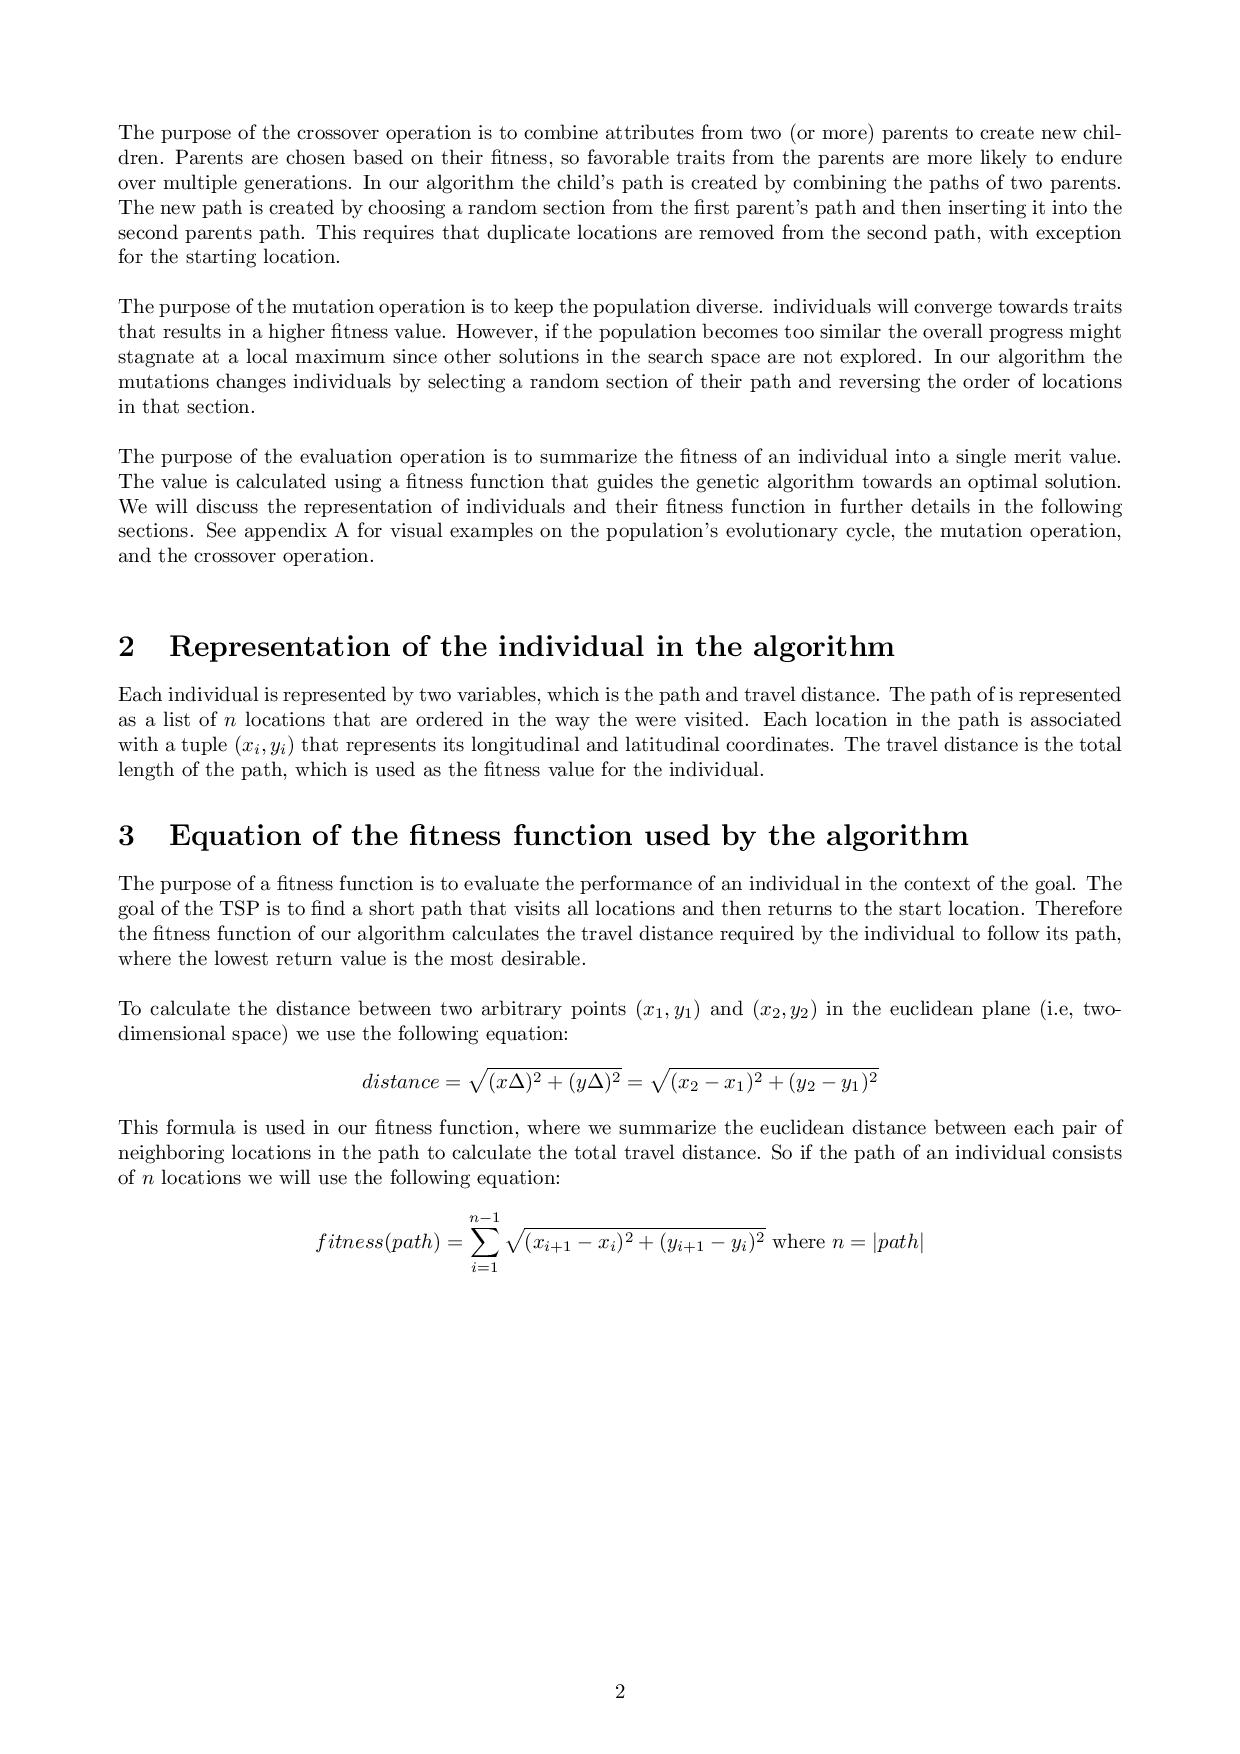 The purpose of the crossover operation is to combine attributes from two (or more) parents to create new chil-
dren. Parents are chosen based on their fitness, so favorable traits from the parents are more likely to endure
over multiple generations. In our algorithm the child's path is created by combining the paths of two parents.
The new path is created by choosing a random section from the first parent's path and then inserting it into the
second parents path. This requires that duplicate locations are removed from the second path, with exception
for the starting location.
The purpose of the mutation operation is to keep the population diverse. individuals will converge towards traits
that results in a higher fitness value. However, if the population becomes too similar the overall progress might
stagnate at a local maximum since other solutions in the search space are not explored. In our algorithm the
mutations changes individuals by selecting a random section of their path and reversing the order of locations
in that section.
The purpose of the evaluation operation is to summarize the fitness of an individual into a single merit value.
The value is calculated using a fitness function that guides the genetic algorithm towards an optimal solution.
We will discuss the representation of individuals and their fitness function in further details in the following
sections. See appendix A for visual examples on the population's evolutionary cycle, the mutation operation,
and the crossover operation.
2 Representation of the individual in the algorithm
Each individual is represented by two variables, which is the path and travel distance. The path of is represented
as a list of n locations that are ordered in the way the were visited. Each location in the path is associated
with a tuple (x_i, y_i) that represents its longitudinal and latitudinal coordinates. The travel distance is the total
length of the path, which is used as the fitness value for the individual.
3 Equation of the fitness function used by the algorithm
The purpose of a fitness function is to evaluate the performance of an individual in the context of the goal. The
goal of the TSP is to find a short path that visits all locations and then returns to the start location. Therefore
the fitness function of our algorithm calculates the travel distance required by the individual to follow its path,
where the lowest return value is the most desirable.
To calculate the distance between two arbitrary points (x_1, y_1) and (x_2, y_2) in the euclidean plane (i.e, two-
dimensional space) we use the following equation:
distance = √((xΔ)² + (yΔ)²) = √((x_2 − x_1)² + (y_2 − y_1)²)
This formula is used in our fitness function, where we summarize the euclidean distance between each pair of
neighboring locations in the path to calculate the total travel distance. So if the path of an individual consists
of n locations we will use the following equation:
fitness(path) = ∑_{i=1}^{n−1} √((x_{i+1} − x_i)² + (y_{i+1} − y_i)²) where n = |path|
2